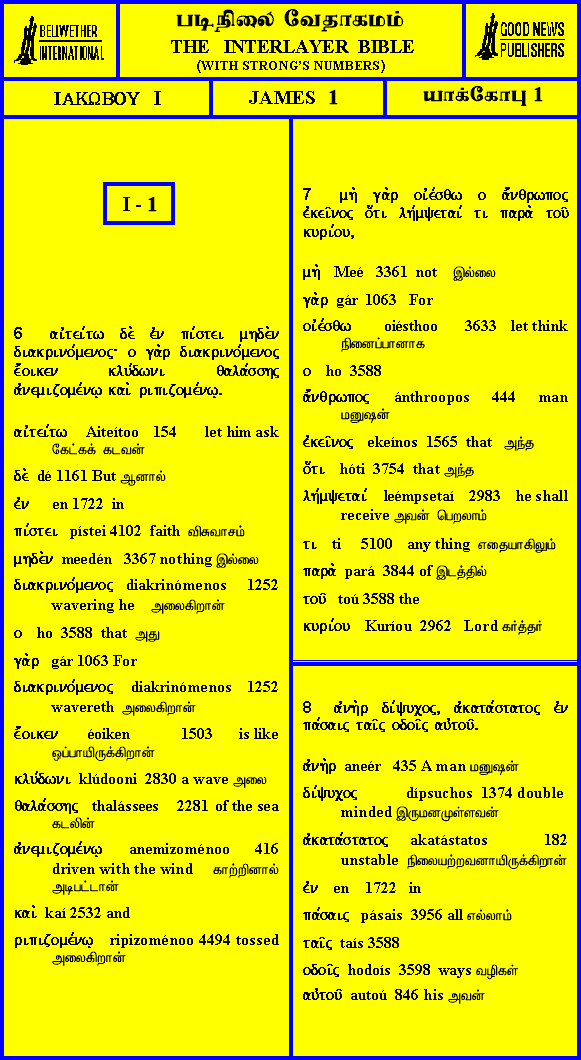 BELLWETHER
INTERNATIONAL
படிநிலை வேதாகமம்
THE INTERLAYER BIBLE
(WITH STRONG'S NUMBERS)
GOOD NEWS
PUBLISHERS
ΙΑΚΩΒΟΥ I
JAMES 1
யாக்கோபு 1
I - 1
6 αἰτείτω δὲ ἐν πίστει μηδὲν
διακρινόμενος· ο γὰρ διακρινόμενος
ἔοικεν κλύδωνι θαλάσσης
ἀνεμιζομένῳ καὶ ριπιζομένῳ.
αἰτείτω Aiteítoo 154 let him ask
கேட்கக் கடவன்
δὲ dé 1161 But ஆனால்
ἐν en 1722 in
πίστει pístei 4102 faith விசுவாசம்
μηδὲν meedén 3367 nothing இல்லை
διακρινόμενος diakrinómenos 1252
wavering he அலைகிறான்
ο ho 3588 that அது
γὰρ gár 1063 For
διακρινόμενος diakrinómenos 1252
wavereth அலைகிறான்
ἔοικεν éoiken 1503 is like
ஒப்பாயிருக்கிறான்
κλύδωνι klúdooni 2830 a wave அலை
θαλάσσης thalássees 2281 of the sea
கடலின்
ἀνεμιζομένῳ anemizoménoo 416
driven with the wind காற்றினால்
அடிபட்டான்
καὶ kaí 2532 and
ριπιζομένῳ ripizoménoo 4494 tossed
அலைகிறான்
7 μὴ γὰρ οἰέσθω ο ἄνθρωπος
ἐκεῖνος ὅτι λήμψεταί τι παρὰ τοῦ
κυρίου,
μὴ Meé 3361 not இல்லை
γὰρ gár 1063 For
οἰέσθω oiésthoo 3633 let think
நினைப்பானாக
ο ho 3588
ἄνθρωπος ánthroopos 444 man
மனுஷன்
ἐκεῖνος ekeínos 1565 that அந்த
ὅτι hóti 3754 that அந்த
λήμψεταί leémpsetaí 2983 he shall
receive அவன் பெறலாம்
τι ti 5100 any thing எதையாகிலும்
παρὰ pará 3844 of இடத்தில்
τοῦ toú 3588 the
κυρίου Kuríou 2962 Lord கர்த்தர்
8 ἀνὴρ δίψυχος, ἀκατάστατος ἐν
πάσαις ταῖς οδοῖς αὐτοῦ.
ἀνὴρ aneér 435 A man மனுஷன்
δίψυχος dípsuchos 1374 double
minded இருமனமுள்ளவன்
ἀκατάστατος akatástatos 182
unstable நிலையற்றவனாயிருக்கிறான்
ἐν en 1722 in
πάσαις pásais 3956 all எல்லாம்
ταῖς taís 3588
οδοῖς hodoís 3598 ways வழிகள்
αὐτοῦ autoú 846 his அவன்